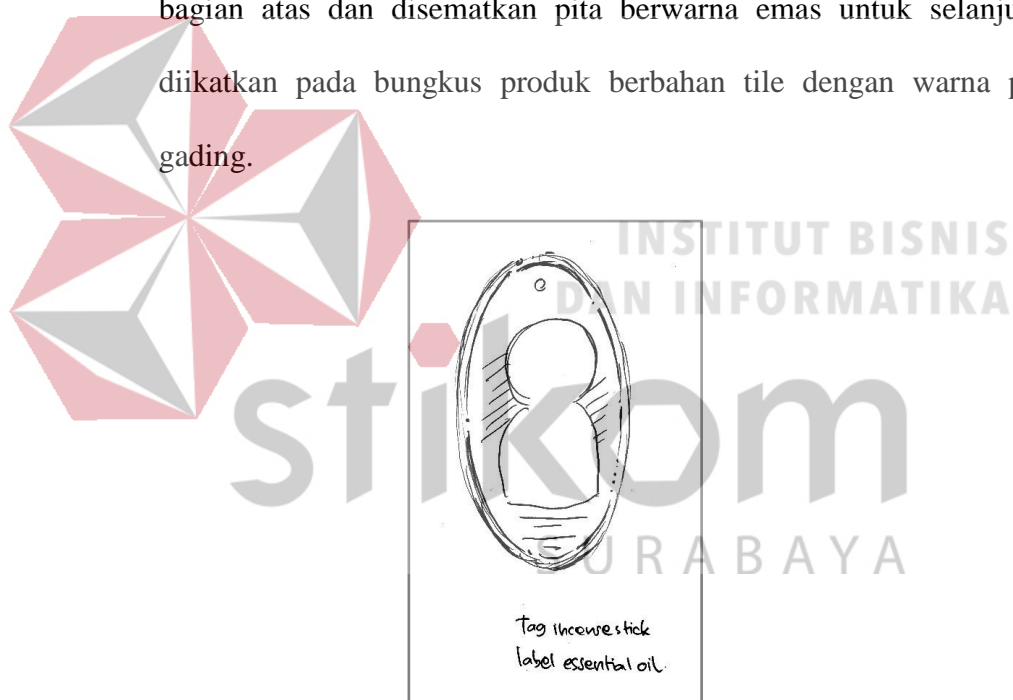 bagian atas dan disematkan pita berwarna emas untuk selanju
diikatkan pada bungkus produk berbahan tile dengan warna p
gading.
INSTITUT BISNIS
DAN INFORMATIKA
stikom
SURABAYA
Tag incense stick
label essential oil.